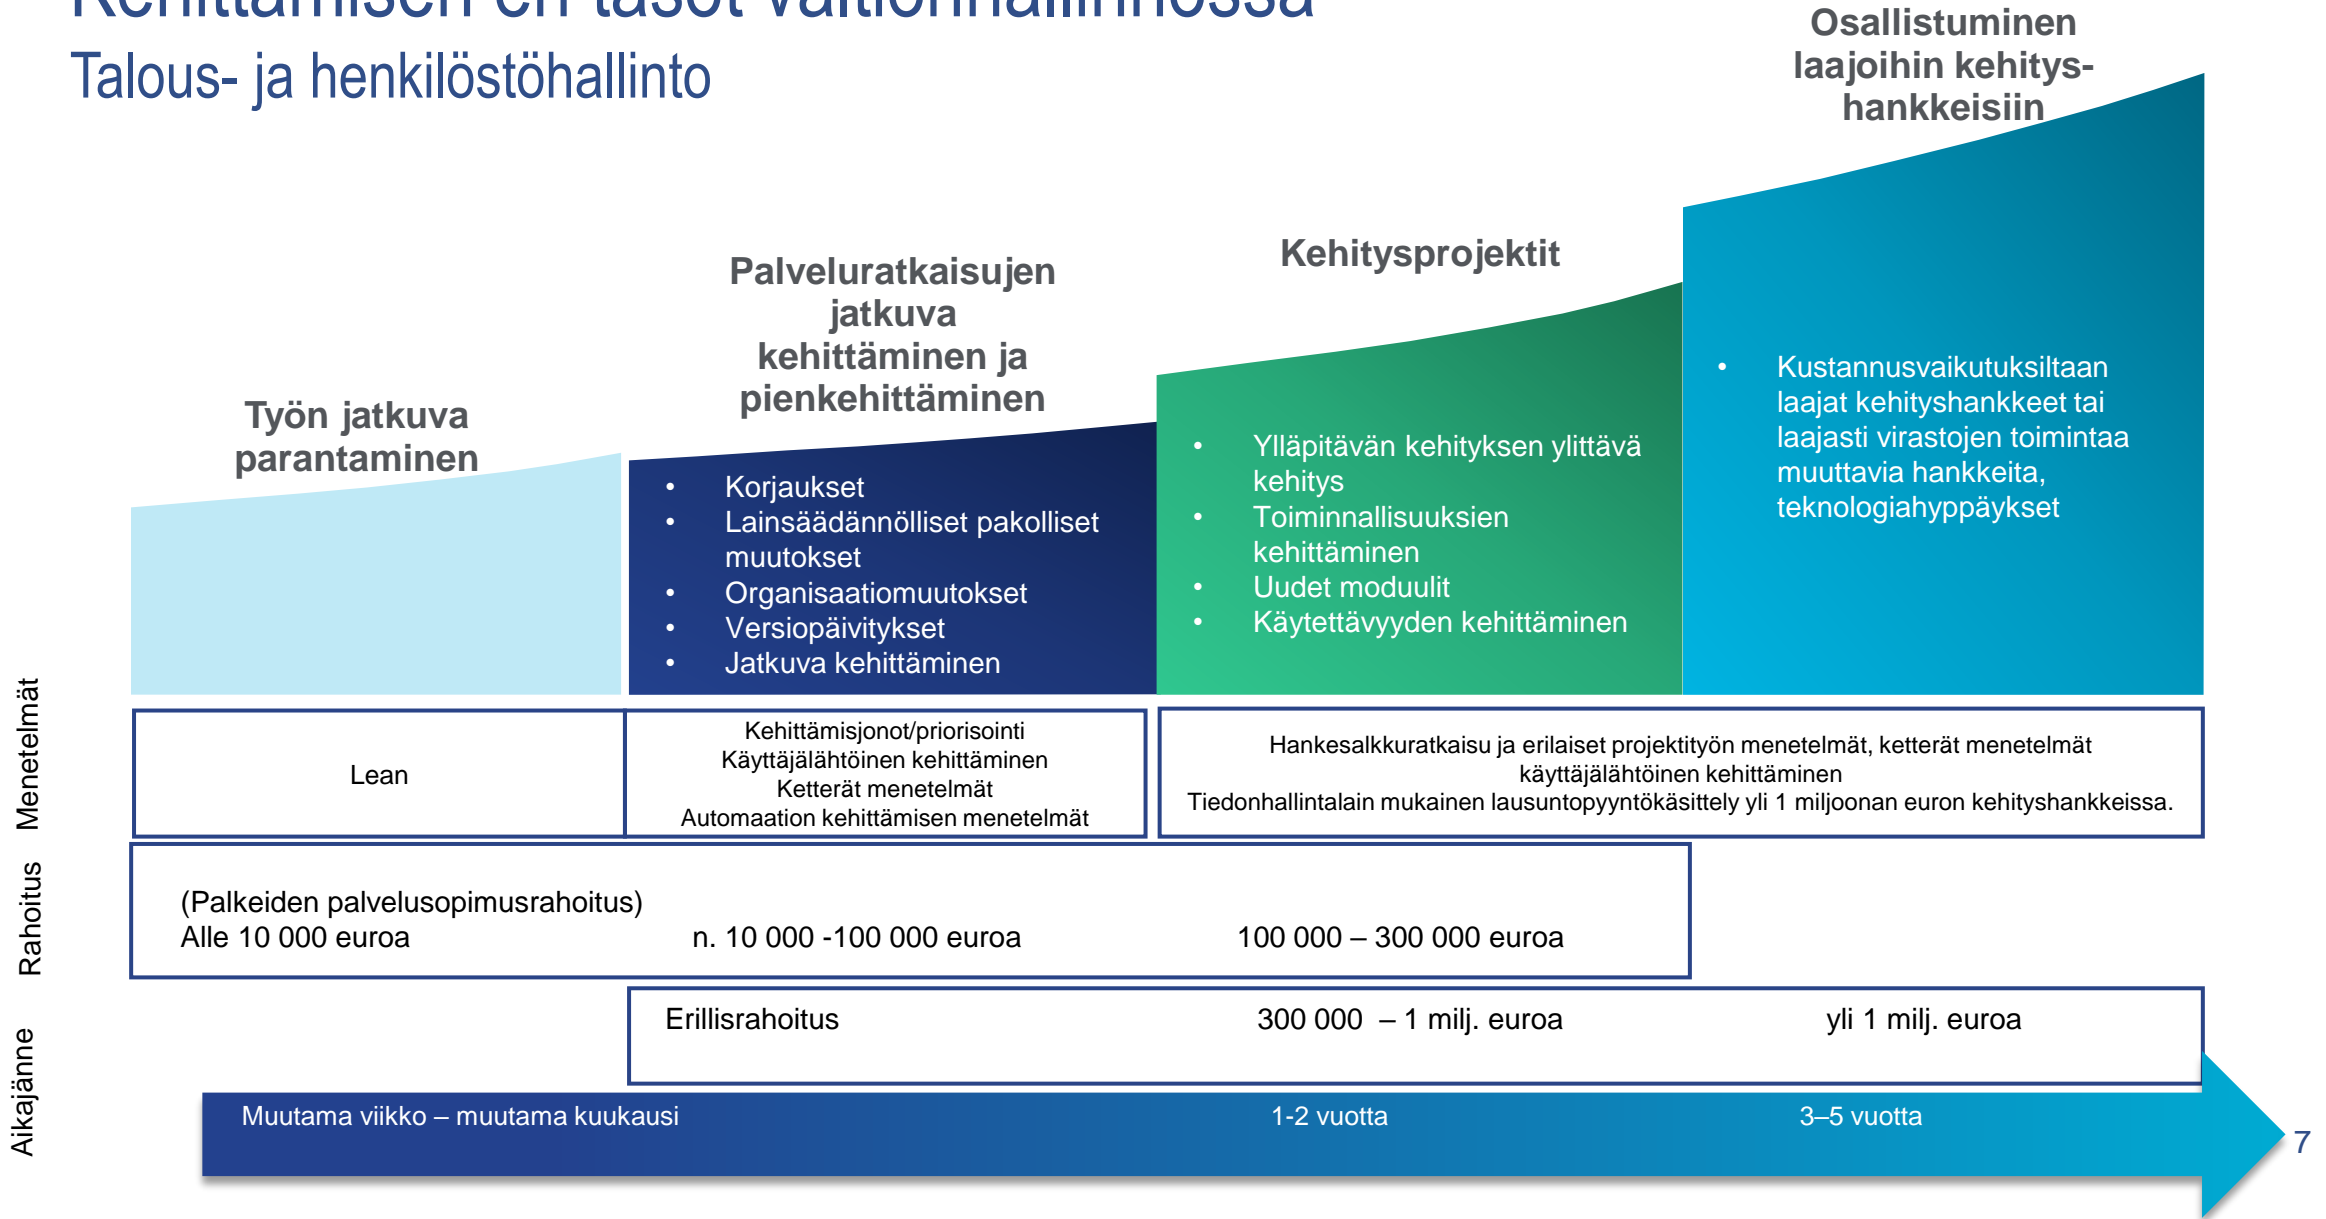 Kehittämisen eri tasot valtionhallinnossa
Talous- ja henkilöstöhallinto
Työn jatkuva
parantaminen
Palveluratkaisujen
jatkuva
kehittäminen ja
pienkehittäminen
Kehitysprojektit
Osallistuminen
laajoihin kehitys-
hankkeisiin
• Korjaukset
• Lainsäädännölliset pakolliset
muutokset
• Organisaatiomuutokset
• Versiopäivitykset
• Jatkuva kehittäminen
• Ylläpitävän kehityksen ylittävä
kehitys
• Toiminnallisuuksien
kehittäminen
• Uudet moduulit
• Käytettävyyden kehittäminen
• Kustannusvaikutuksiltaan
laajat kehityshankkeet tai
laajasti virastojen toimintaa
muuttavia hankkeita,
teknologiahyppäykset
Menetelmät
Lean
Kehittämisjonot/priorisointi
Käyttäjälähtöinen kehittäminen
Ketterät menetelmät
Automaation kehittämisen menetelmät
Hankesalkkuratkaisu ja erilaiset projektityön menetelmät, ketterät menetelmät
käyttäjälähtöinen kehittäminen
Tiedonhallintalain mukainen lausuntopyyntökäsittely yli 1 miljoonan euron kehityshankkeissa.
Rahoitus
(Palkeiden palvelusopimusrahoitus)
Alle 10 000 euroa
n. 10 000 -100 000 euroa
100 000 – 300 000 euroa
Erillisrahoitus
300 000 – 1 milj. euroa
yli 1 milj. euroa
Aikajänne
Muutama viikko – muutama kuukausi
1-2 vuotta
3–5 vuotta
7